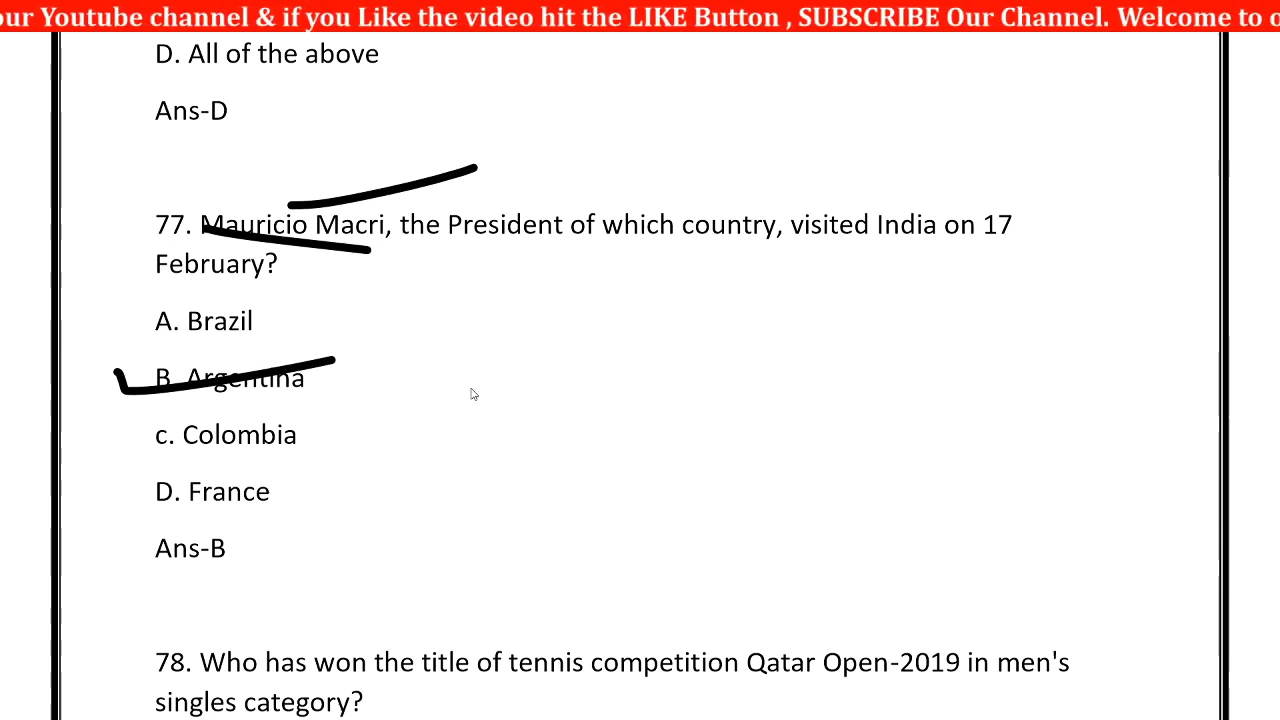 our Youtube channel & if you Like the video hit the LIKE Button , SUBSCRIBE Our Channel. Welcome to o
D. All of the above
Ans-D
77. Mauricio Macri, the President of which country, visited India on 17
February?
A. Brazil
B. Argentina
c. Colombia
D. France
Ans-B
78. Who has won the title of tennis competition Qatar Open-2019 in men's
singles category?